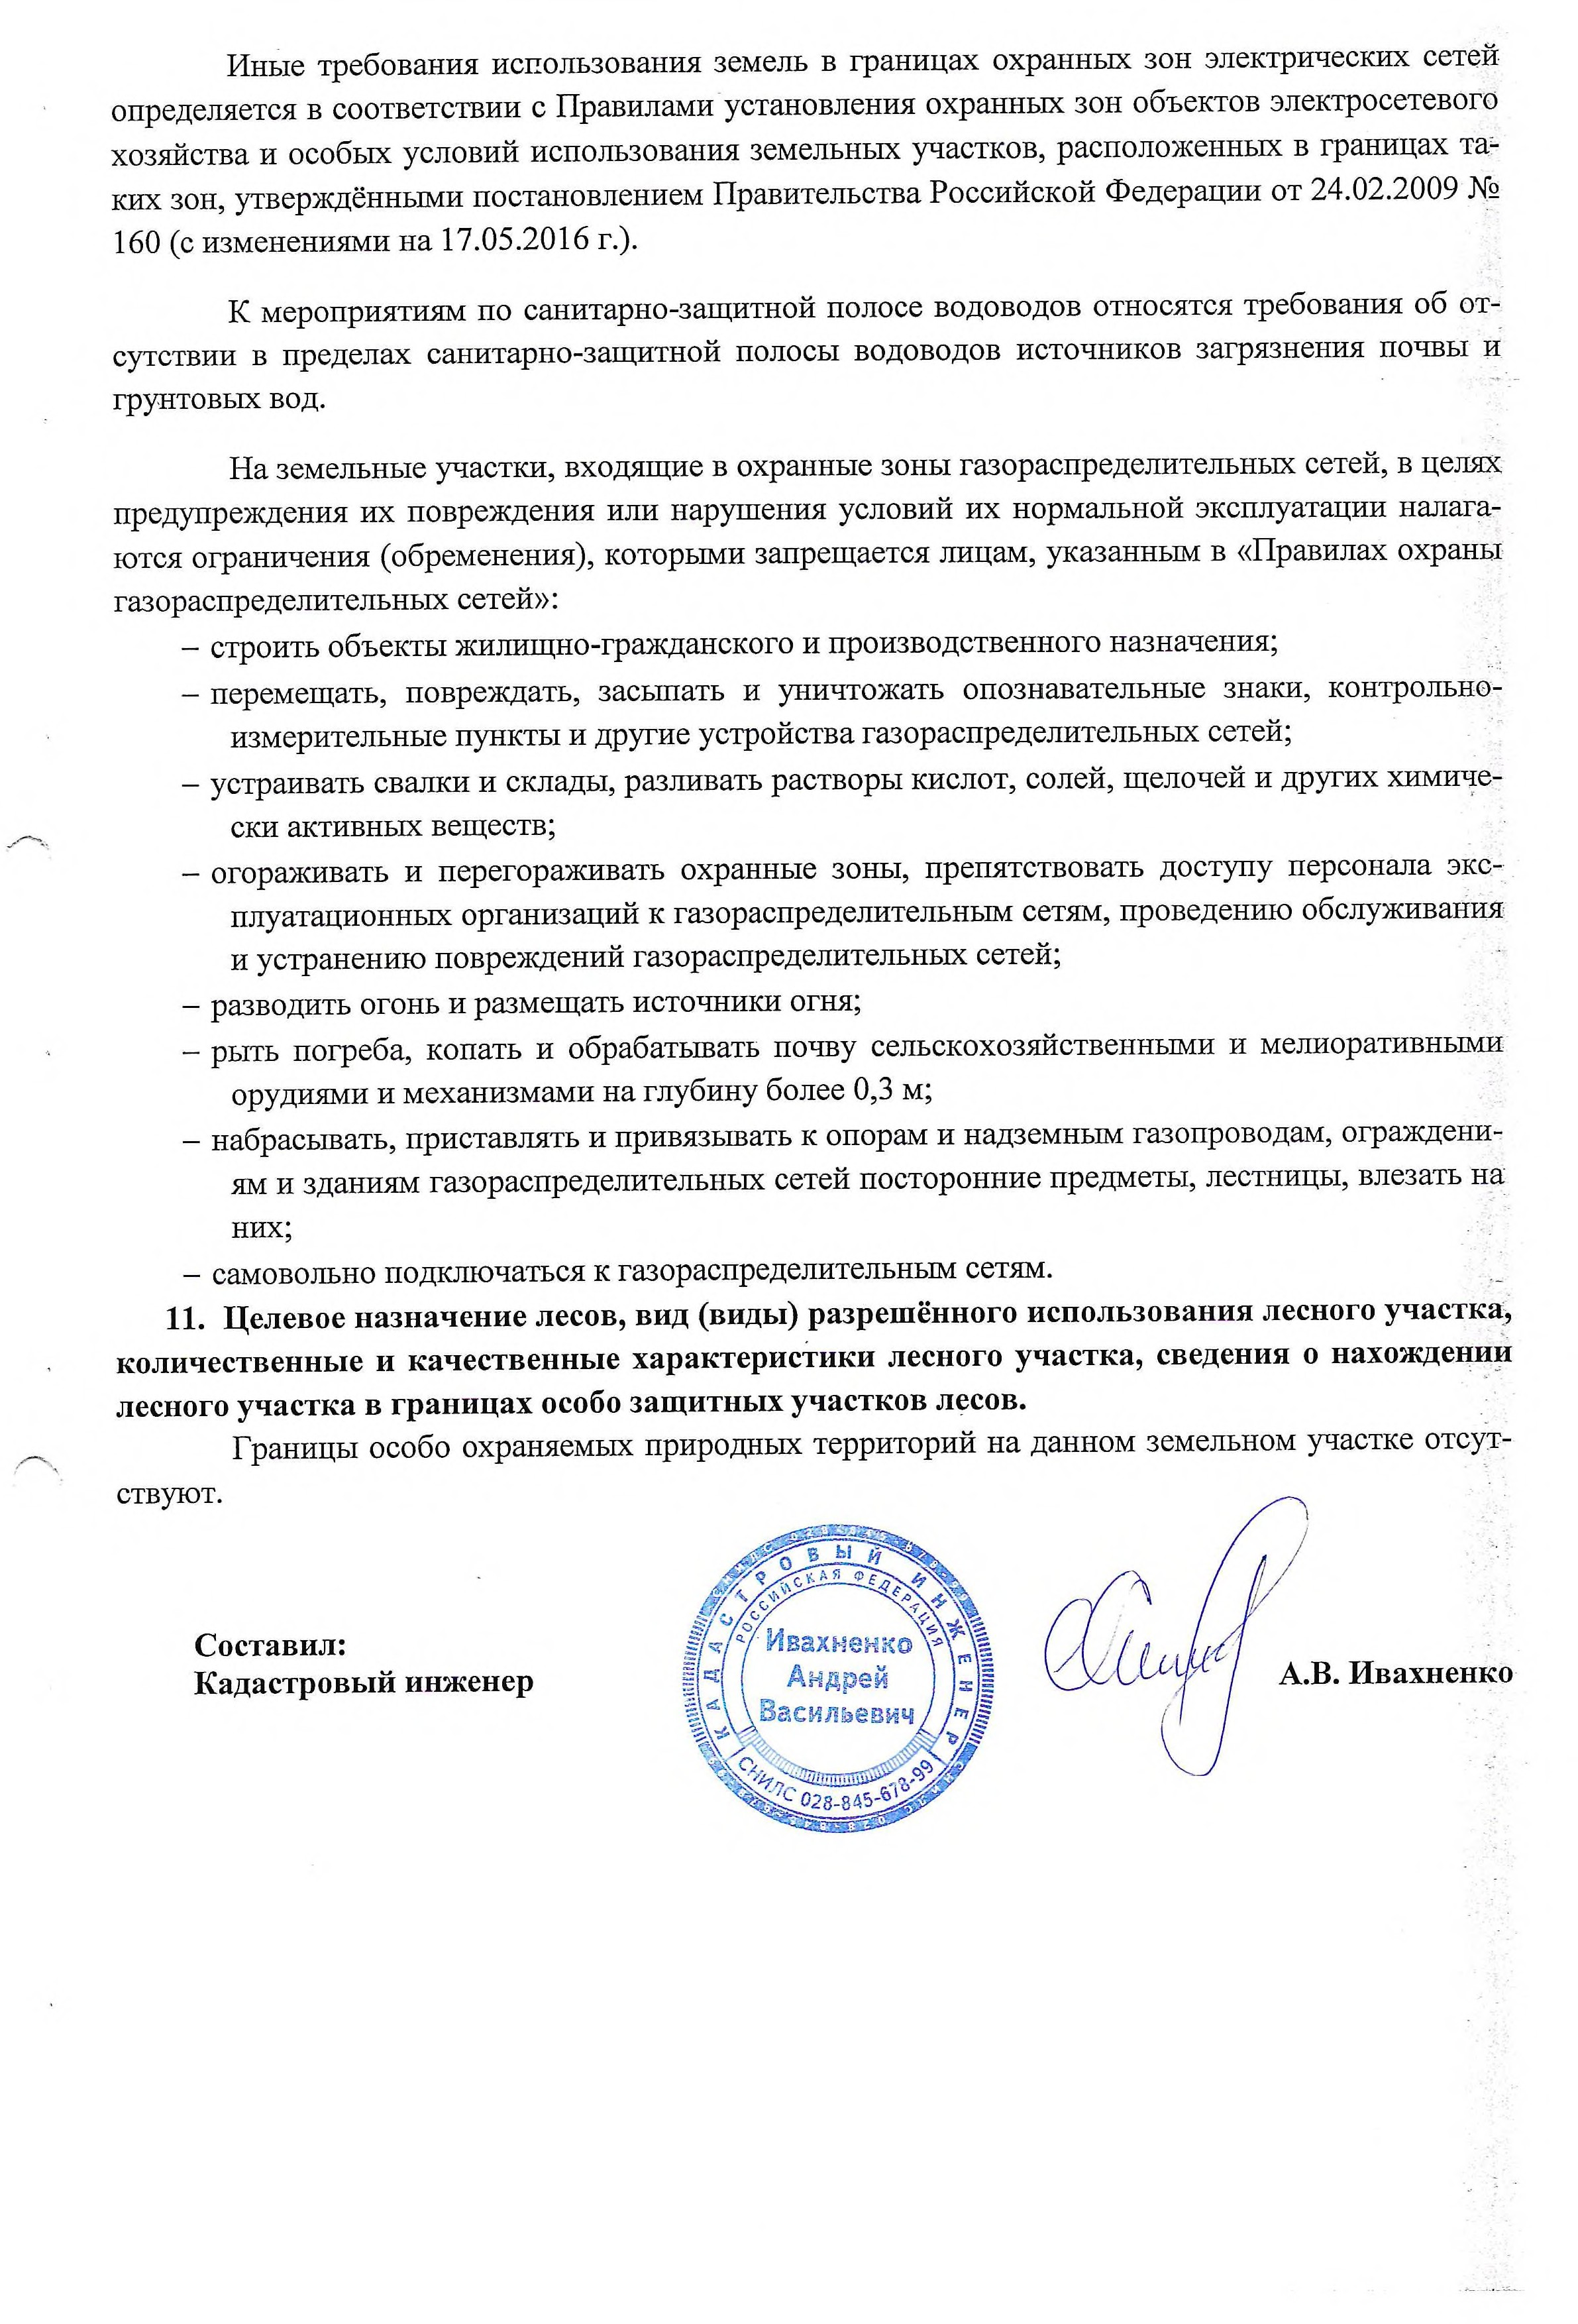 Иные требования использования земель в границах охранных зон электрических сетей
определяется в соответствии с Правилами установления охранных зон объектов электросетевого
хозяйства и особых условий использования земельных участков, расположенных в границах та-
ких зон, утверждёнными постановлением Правительства Российской Федерации от 24.02.2009 №
160 (с изменениями на 17.05.2016 г.).
К мероприятиям по санитарно-защитной полосе водоводов относятся требования об от-
сутствии в пределах санитарно-защитной полосы водоводов источников загрязнения почвы и
грунтовых вод.
На земельные участки, входящие в охранные зоны газораспределительных сетей, в целях
предупреждения их повреждения или нарушения условий их нормальной эксплуатации налага-
ются ограничения (обременения), которыми запрещается лицам, указанным в «Правилах охраны
газораспределительных сетей»:
– строить объекты жилищно-гражданского и производственного назначения;
– перемещать, повреждать, засыпать и уничтожать опознавательные знаки, контрольно-
измерительные пункты и другие устройства газораспределительных сетей;
– устраивать свалки и склады, разливать растворы кислот, солей, щелочей и других химиче-
ски активных веществ;
– огораживать и перегораживать охранные зоны, препятствовать доступу персонала экс-
плуатационных организаций к газораспределительным сетям, проведению обслуживания
и устранению повреждений газораспределительных сетей;
– разводить огонь и размещать источники огня;
– рыть погреба, копать и обрабатывать почву сельскохозяйственными и мелиоративными
орудиями и механизмами на глубину более 0,3 м;
– набрасывать, приставлять и привязывать к опорам и надземным газопроводам, ограждени-
ям и зданиям газораспределительных сетей посторонние предметы, лестницы, влезать на
них;
– самовольно подключаться к газораспределительным сетям.
11. Целевое назначение лесов, вид (виды) разрешённого использования лесного участка,
количественные и качественные характеристики лесного участка, сведения о нахождении
лесного участка в границах особо защитных участков лесов.
Границы особо охраняемых природных территорий на данном земельном участке отсут-
ствуют.
Составил:
Кадастровый инженер
КАДАСТРОВЫЙ ИНЖЕНЕР
РОССИЙСКАЯ ФЕДЕРАЦИЯ
Ивахненко
Андрей
Васильевич
СНИЛС 028-845-678-99
А.В. Ивахненко